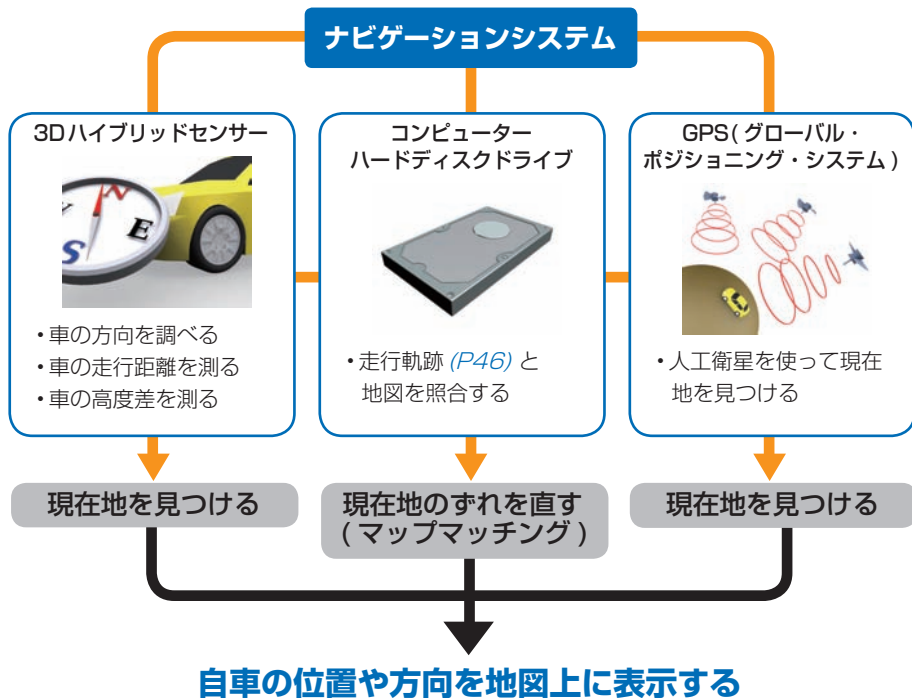 ナビゲーションシステム
3Dハイブリッドセンサー
N
E
S
・車の方向を調べる
・車の走行距離を測る
・車の高度差を測る
コンピューター
ハードディスクドライブ
・走行軌跡 (P46) と
地図を照合する
GPS( グローバル・
ポジショニング・システム )
・人工衛星を使って現在
地を見つける
現在地を見つける
現在地のずれを直す
( マップマッチング )
現在地を見つける
自車の位置や方向を地図上に表示する